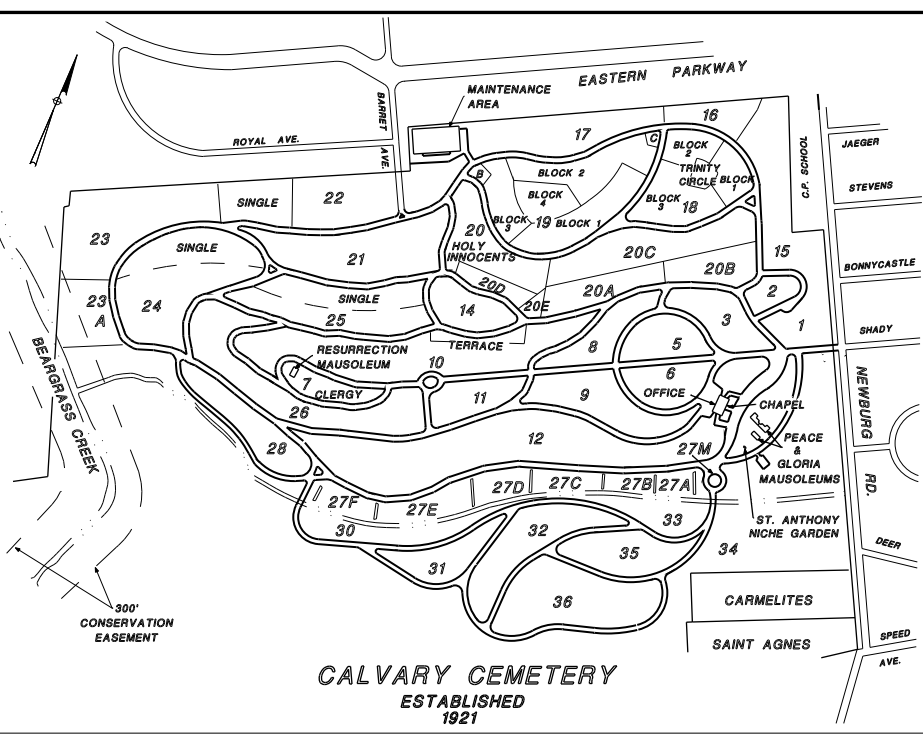 EASTERN PARKWAY
MAINTENANCE
AREA
BARRET
AVE.
ROYAL AVE.
C.P. SCHOOL
JAEGER
STEVENS
BONNYCASTLE
SHADY
NEWBURG
RD.
DEER
SPEED
AVE.
16
17
C
BLOCK
2
TRINITY
CIRCLE
BLOCK
1
BLOCK
3
18
B
BLOCK 2
BLOCK
4
BLOCK
3
19
BLOCK 1
22
SINGLE
23
SINGLE
20
HOLY
INNOCENTS
21
20C
20B
15
20D
20A
20E
2
23
A
24
SINGLE
25
14
TERRACE
3
1
8
5
RESURRECTION
MAUSOLEUM
10
6
7
CLERGY
11
9
OFFICE
CHAPEL
26
12
27M
PEACE
&
GLORIA
MAUSOLEUMS
28
BEARGRASS CREEK
27F
27E
27D
27C
27B
27A
30
32
33
ST. ANTHONY
NICHE GARDEN
31
35
34
36
CARMELITES
SAINT AGNES
300'
CONSERVATION
EASEMENT
CALVARY CEMETERY
ESTABLISHED
1921